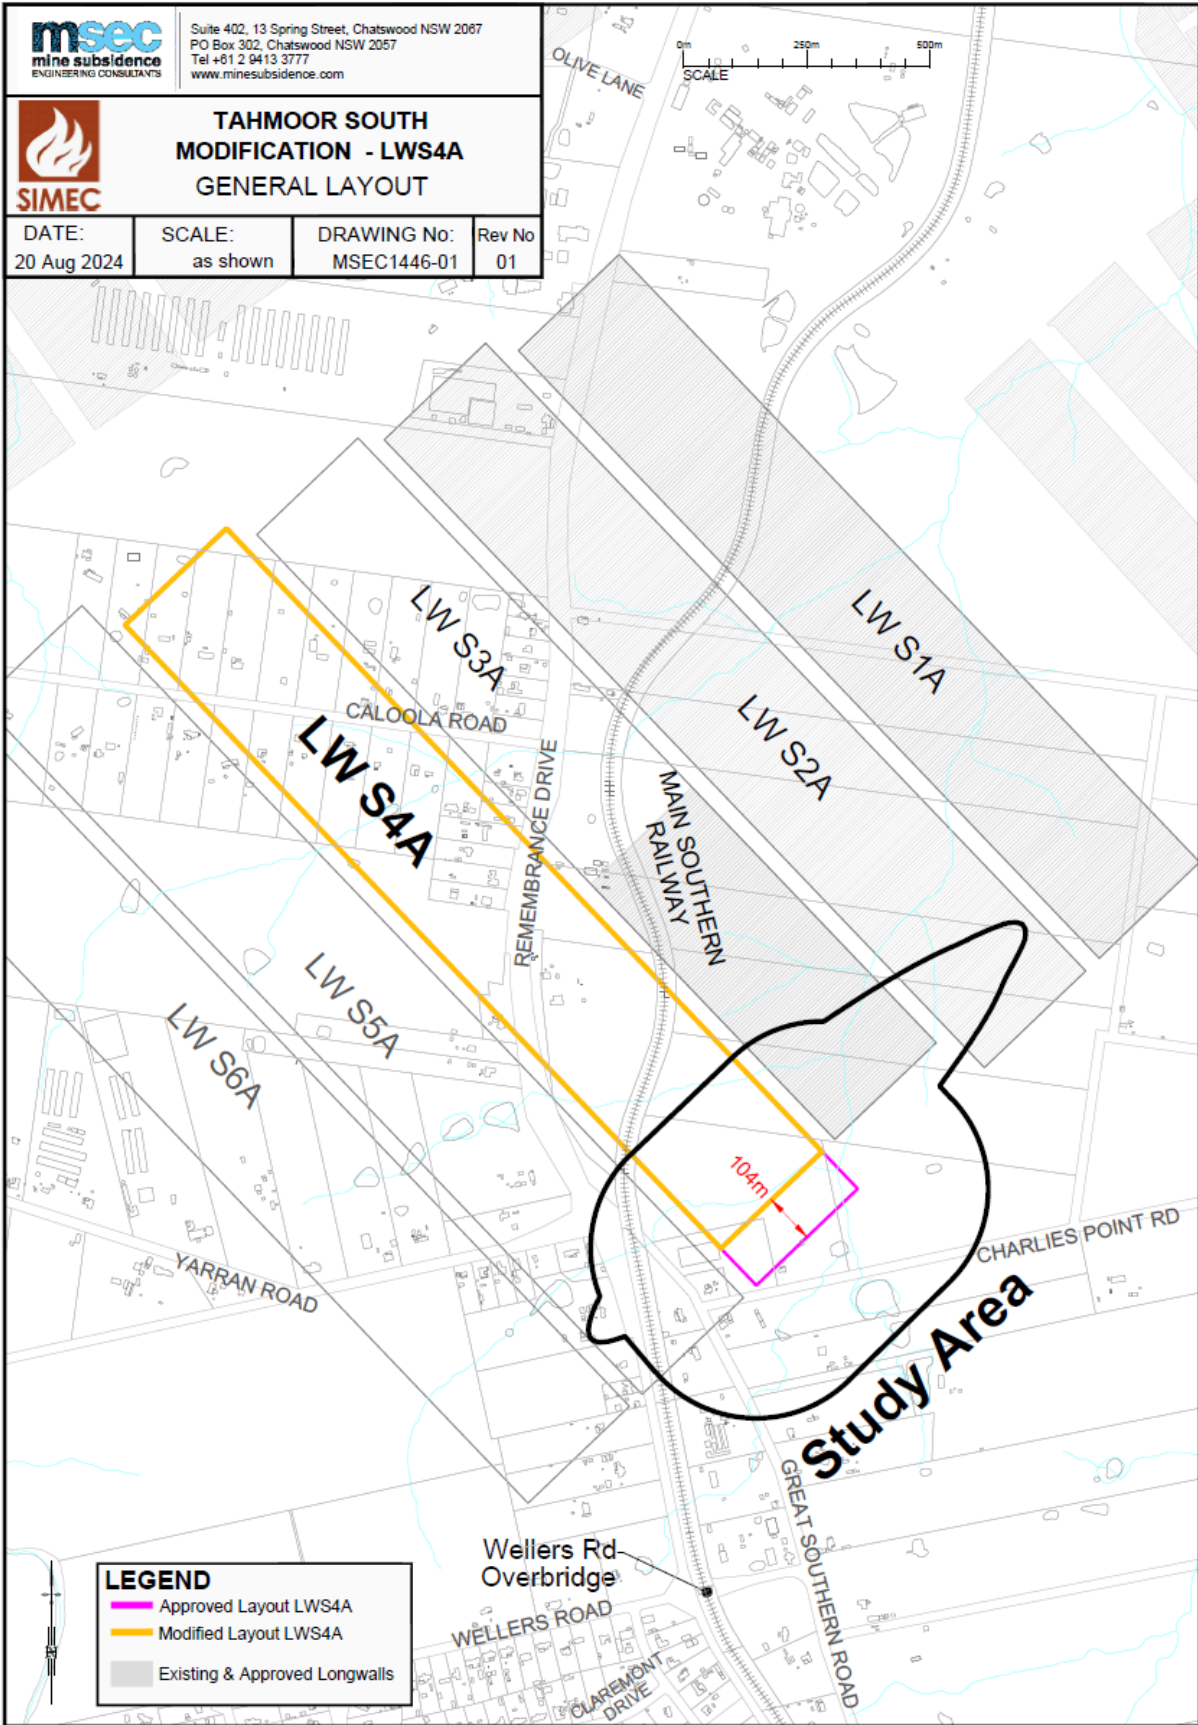 msec
mine subsidence
ENGINEERING CONSULTANTS
Suite 402, 13 Spring Street, Chatswood NSW 2067
PO Box 302, Chatswood NSW 2057
Tel +61 2 9413 3777
www.minesubsidence.com
SIMEC
TAHMOOR SOUTH
MODIFICATION - LWS4A
GENERAL LAYOUT
DATE:
20 Aug 2024
SCALE:
as shown
DRAWING No:
MSEC1446-01
Rev No
01
OLIVE LANE
0m 250m 500m
SCALE
LW S1A
LW S2A
LW S3A
CALOOLA ROAD
LW S4A
REMEMBRANCE DRIVE
MAIN SOUTHERN
RAILWAY
LW S5A
LW S6A
104m
CHARLIES POINT RD
YARRAN ROAD
Study Area
GREAT SOUTHERN ROAD
Wellers Rd
Overbridge
WELLERS ROAD
CLAREMONT
DRIVE
LEGEND
Approved Layout LWS4A
Modified Layout LWS4A
Existing & Approved Longwalls
N